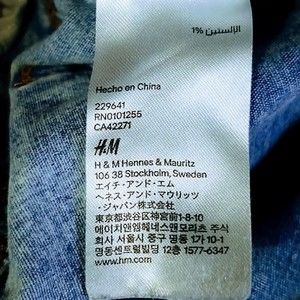 الإلستين 1%
Hecho en China
229641
RN0101255
CA42271
H&M
H & M Hennes & Mauritz
106 38 Stockholm, Sweden
エイチ・アンド・エム
ヘネス・アンド・マウリッツ
・ジャパン株式会社
東京都渋谷区神宮前1-8-10
에이치앤엠헤네스앤모리츠 주식
회사 서울시 중구 명동 1가 10-1
명동센트럴빌딩 12층 1577-6347
www.hm.com